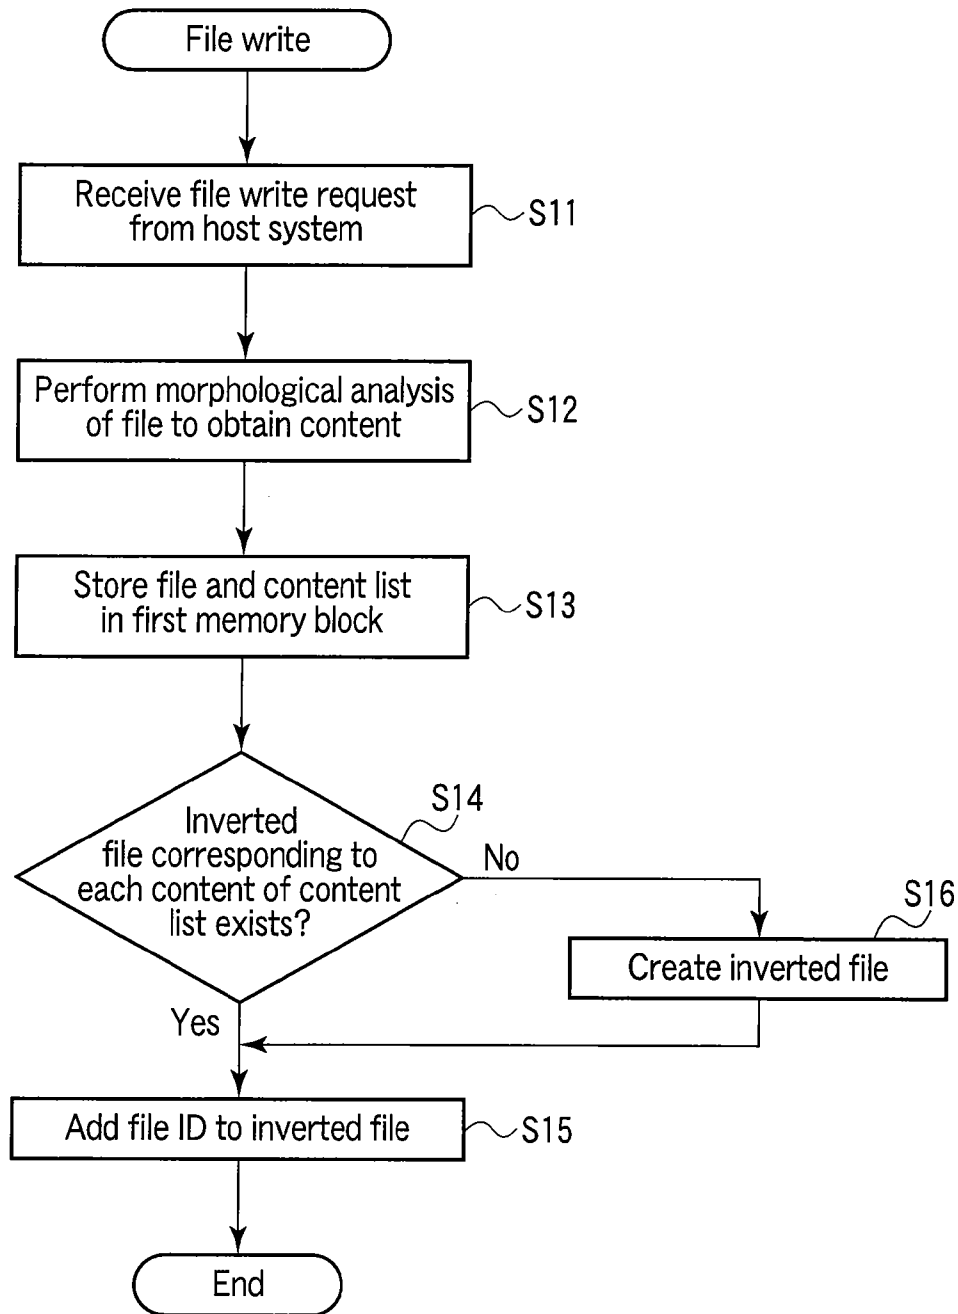 File write
Receive file write request
from host system
S11
Perform morphological analysis
of file to obtain content
S12
Store file and content list
in first memory block
S13
S14
Inverted
file corresponding to
each content of content
list exists?
No
S16
Create inverted file
Yes
Add file ID to inverted file
S15
End